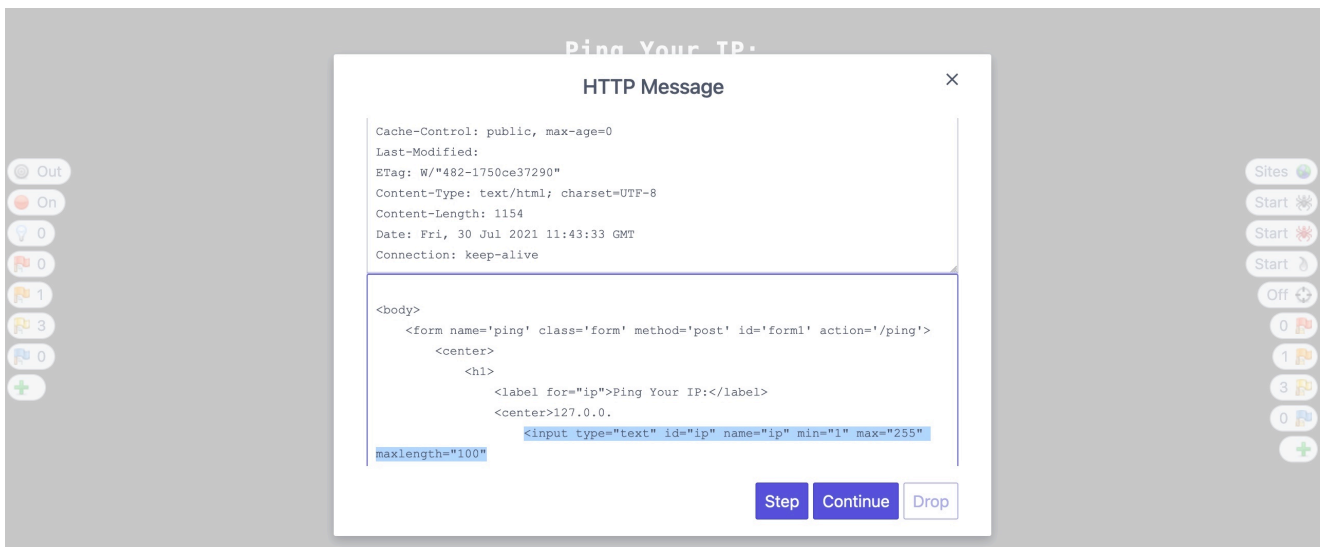 Ping Your IP:
HTTP Message
Cache-Control: public, max-age=0
Last-Modified:
ETag: W/"482-1750ce37290"
Content-Type: text/html; charset=UTF-8
Content-Length: 1154
Date: Fri, 30 Jul 2021 11:43:33 GMT
Connection: keep-alive
<body>
<form name='ping' class='form' method='post' id='form1' action='/ping'>
<center>
<h1>
<label for="ip">Ping Your IP:</label>
<center>127.0.0.
<input type="text" id="ip" name="ip" min="1" max="255"
maxlength="100"
Step Continue Drop
Out
On
0
0
1
3
0
Sites
Start
Start
Start
Off
0
1
3
0